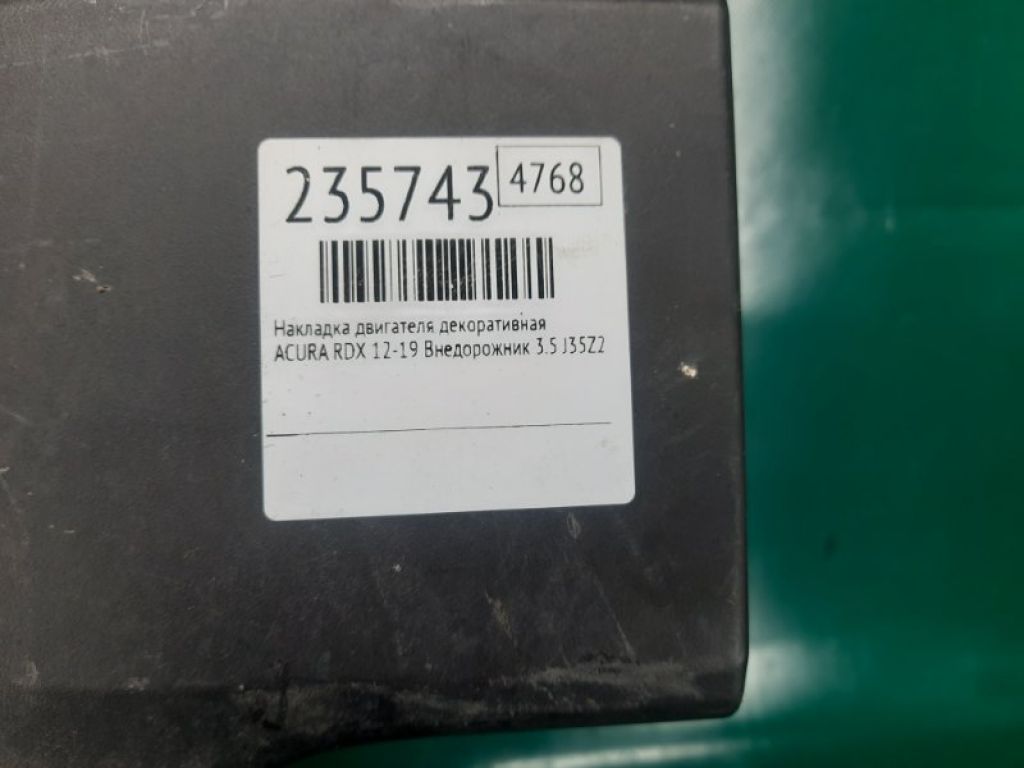 235743 4768
Накладка двигателя декоративная
ACURA RDX 12-19 Внедорожник 3.5 J35Z2